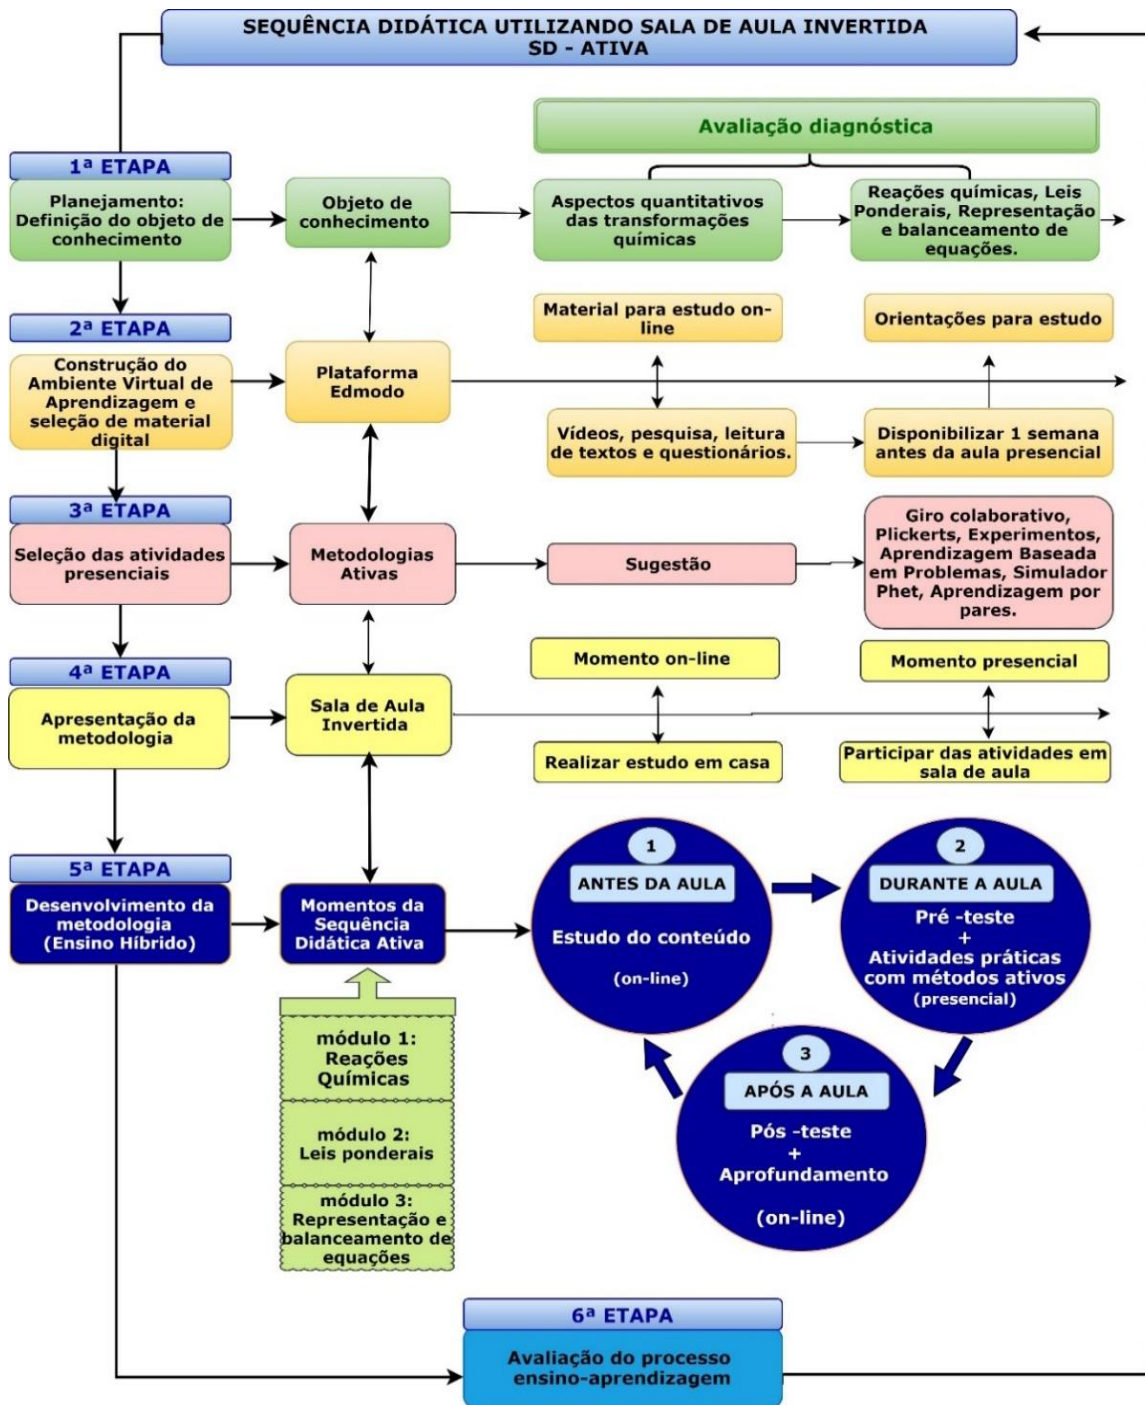 SEQUÊNCIA DIDÁTICA UTILIZANDO SALA DE AULA INVERTIDA
SD - ATIVA
Avaliação diagnóstica
1ª ETAPA
Planejamento:
Definição do objeto de
conhecimento
Objeto de
conhecimento
Aspectos quantitativos
das transformações
químicas
Reações químicas, Leis
Ponderais, Representação
e balanceamento de
equações.
2ª ETAPA
Construção do
Ambiente Virtual de
Aprendizagem e
seleção de material
digital
Plataforma
Edmodo
Material para estudo on-
line
Orientações para estudo
Vídeos, pesquisa, leitura
de textos e questionários.
Disponibilizar 1 semana
antes da aula presencial
3ª ETAPA
Seleção das atividades
presenciais
Metodologias
Ativas
Sugestão
Giro colaborativo,
Plickerts, Experimentos,
Aprendizagem Baseada
em Problemas, Simulador
Phet, Aprendizagem por
pares.
4ª ETAPA
Apresentação da
metodologia
Sala de Aula
Invertida
Momento on-line
Momento presencial
Realizar estudo em casa
Participar das atividades em
sala de aula
5ª ETAPA
Desenvolvimento da
metodologia
(Ensino Híbrido)
Momentos da
Sequência
Didática Ativa
1
ANTES DA AULA
Estudo do conteúdo
(on-line)
2
DURANTE A AULA
Pré -teste
+
Atividades práticas
com métodos ativos
(presencial)
3
APÓS A AULA
Pós -teste
+
Aprofundamento
(on-line)
módulo 1:
Reações
Químicas
módulo 2:
Leis ponderais
módulo 3:
Representação e
balanceamento de
equações
6ª ETAPA
Avaliação do processo
ensino-aprendizagem